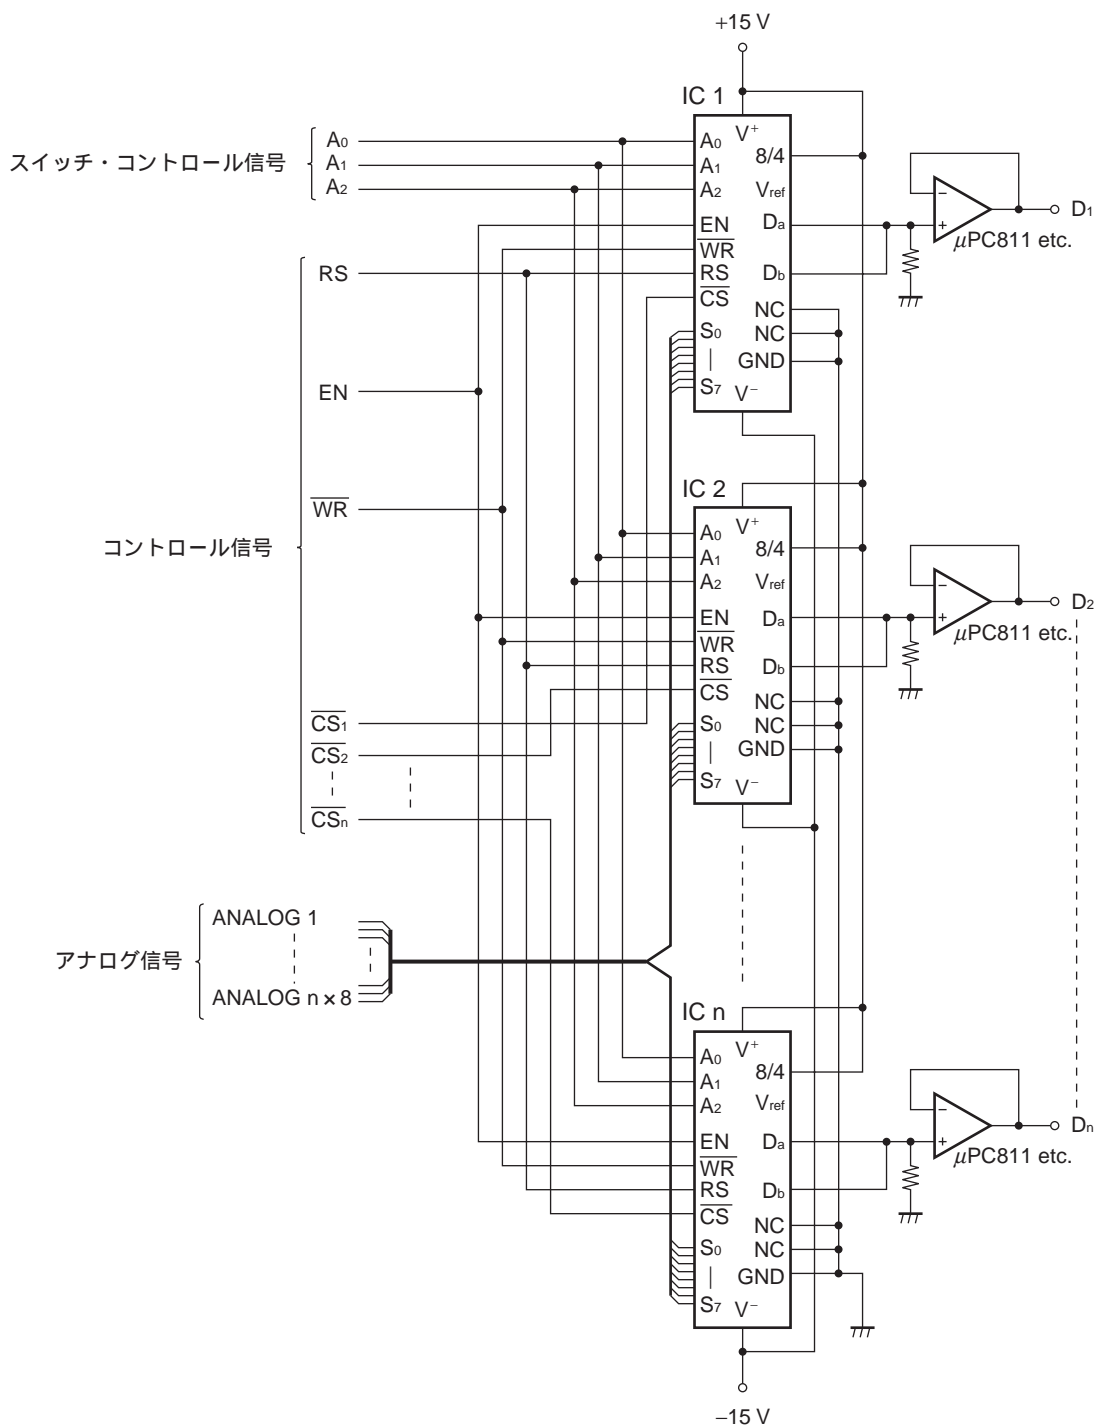 +15 V
スイッチ・コントロール信号
A0
A1
A2
コントロール信号
RS
EN
WR
CS1
CS2
CSn
アナログ信号
ANALOG 1
ANALOG n × 8
IC 1
A0
A1
A2
EN
WR
RS
CS
S0
S7
V+
8/4
Vref
Da
Db
NC
NC
GND
V−
μPC811 etc.
D1
IC 2
A0
A1
A2
EN
WR
RS
CS
S0
S7
V+
8/4
Vref
Da
Db
NC
NC
GND
V−
μPC811 etc.
D2
IC n
A0
A1
A2
EN
WR
RS
CS
S0
S7
V+
8/4
Vref
Da
Db
NC
NC
GND
V−
μPC811 etc.
Dn
−15 V